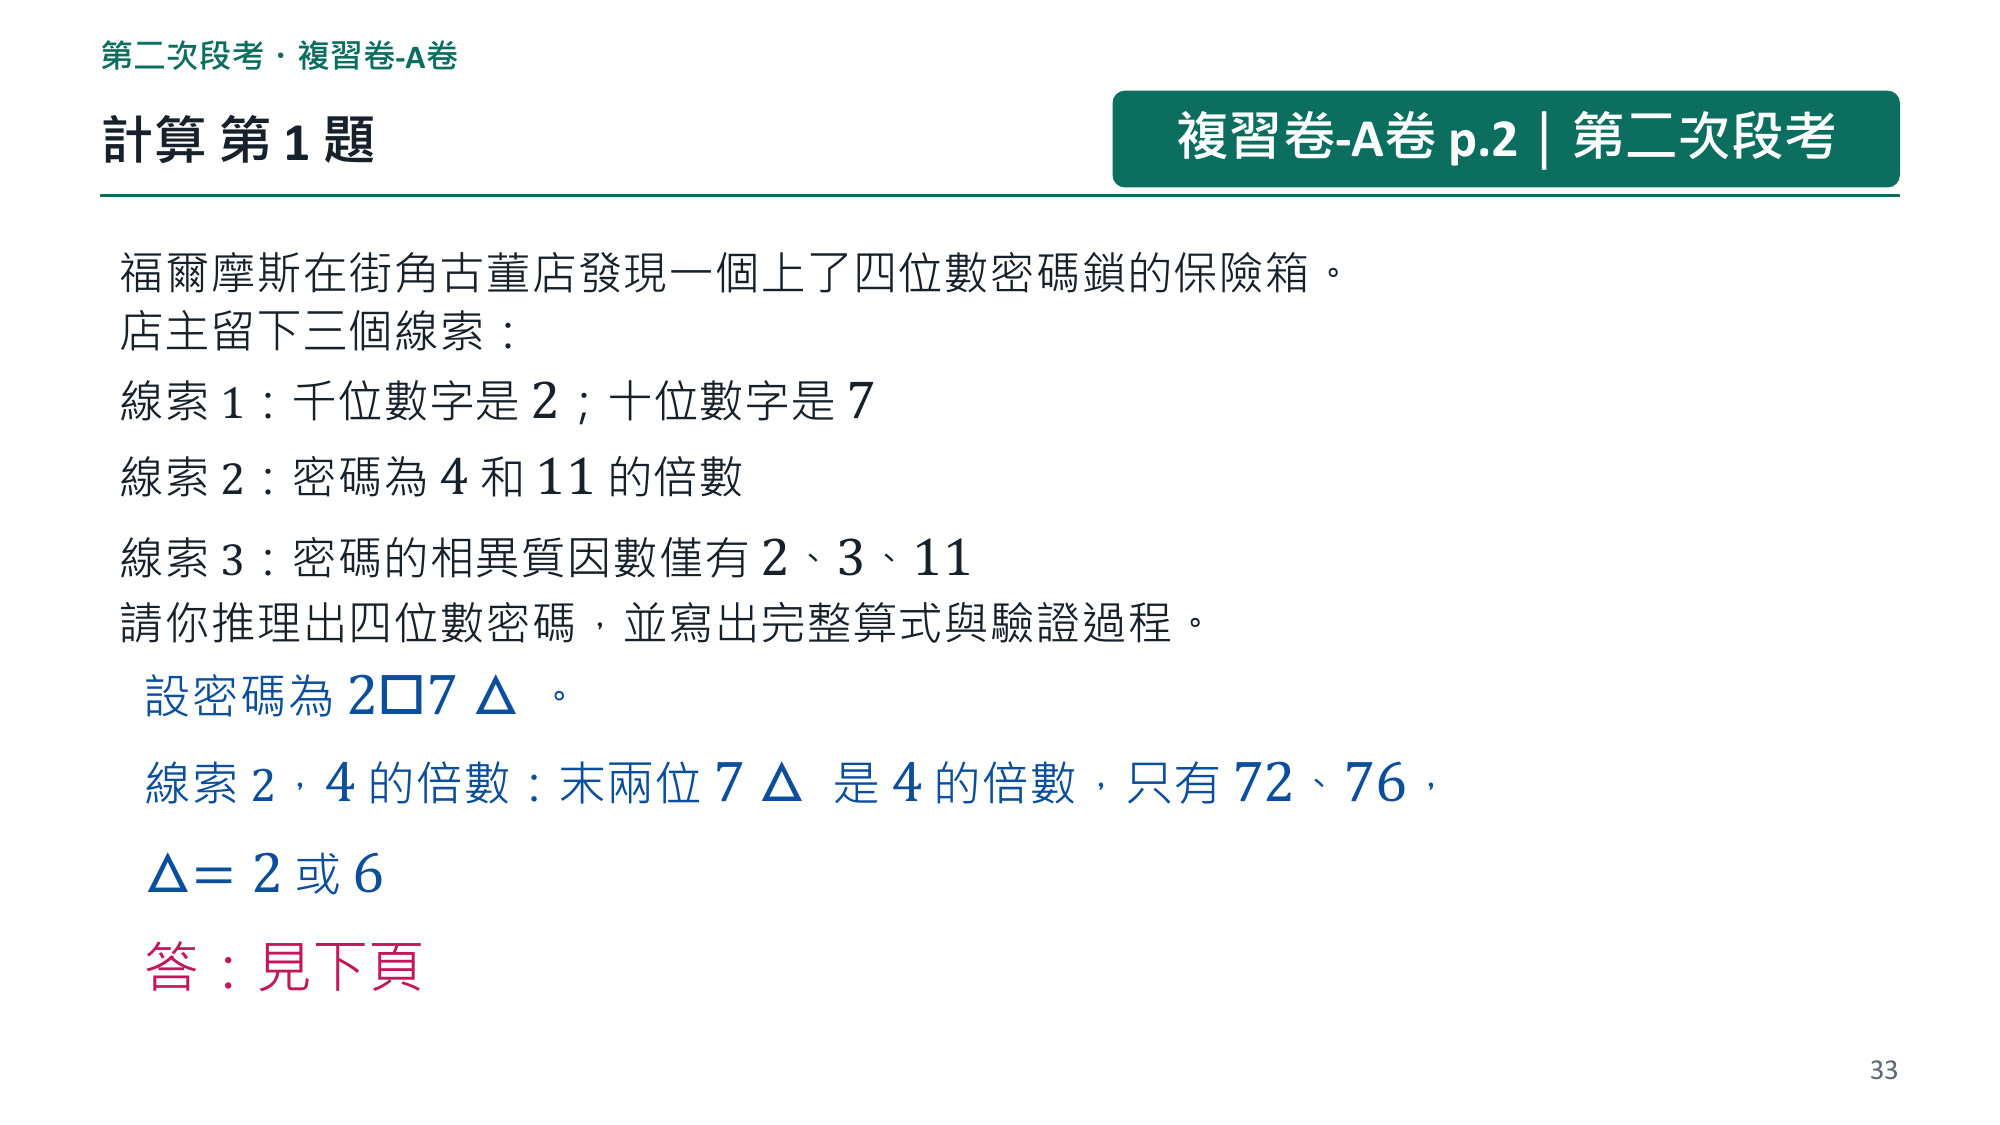 第二次段考・複習卷-A卷
計算 第 1 題
複習卷-A卷 p.2｜第二次段考
福爾摩斯在街角古董店發現一個上了四位數密碼鎖的保險箱。
店主留下三個線索：
線索 1：千位數字是 2；十位數字是 7
線索 2：密碼為 4 和 11 的倍數
線索 3：密碼的相異質因數僅有 2、3、11
請你推理出四位數密碼，並寫出完整算式與驗證過程。
設密碼為 2□7 △ 。
線索 2，4 的倍數：末兩位 7 △ 是 4 的倍數，只有 72、76，
△= 2 或 6
答：見下頁
33